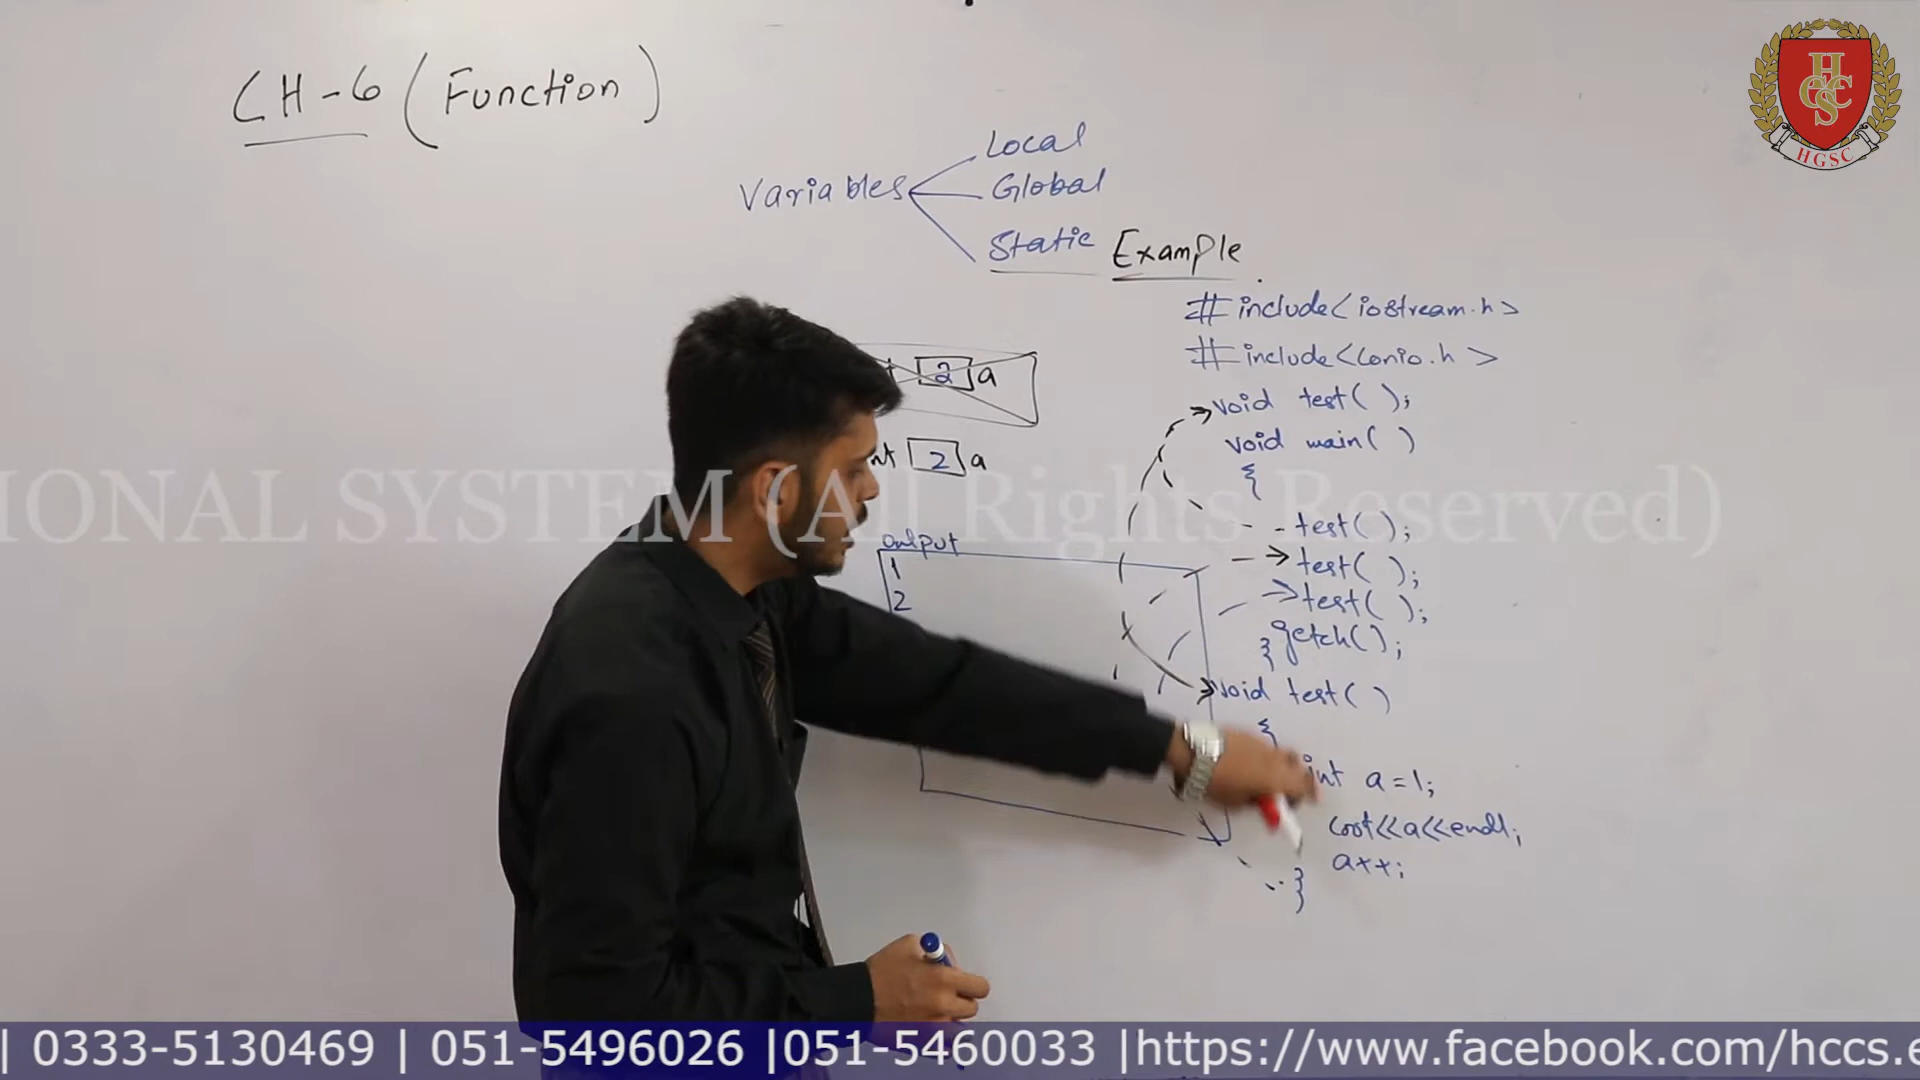 CH-6 (Function)
Variables
Local
Global
Static Example
#include<iostream.h>
#include<conio.h>
void test( );
void main( )
{
test( );
test( );
test( );
getch( );
}
void test( )
{
int a=1;
cout<<a<<endl;
a++;
}
2 a
2 a
output
1
2
HGSC
IONAL SYSTEM (All Rights Reserved)
| 0333-5130469 | 051-5496026 |051-5460033 |https://www.facebook.com/hccs.e